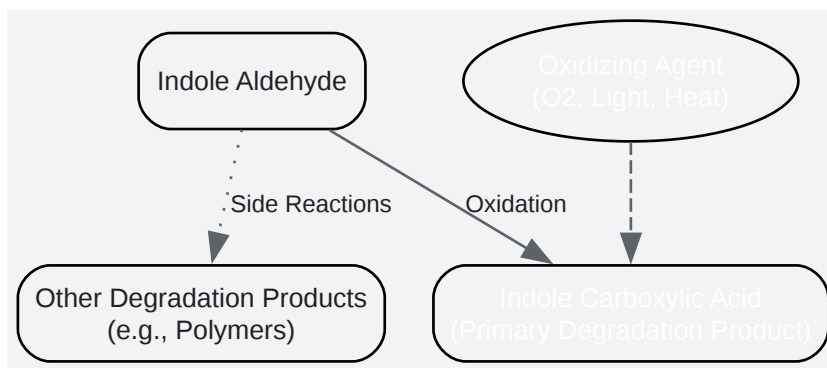 Indole Aldehyde
Oxidizing Agent
(O2, Light, Heat)
Side Reactions
Oxidation
Other Degradation Products
(e.g., Polymers)
Indole Carboxylic Acid
(Primary Degradation Product)